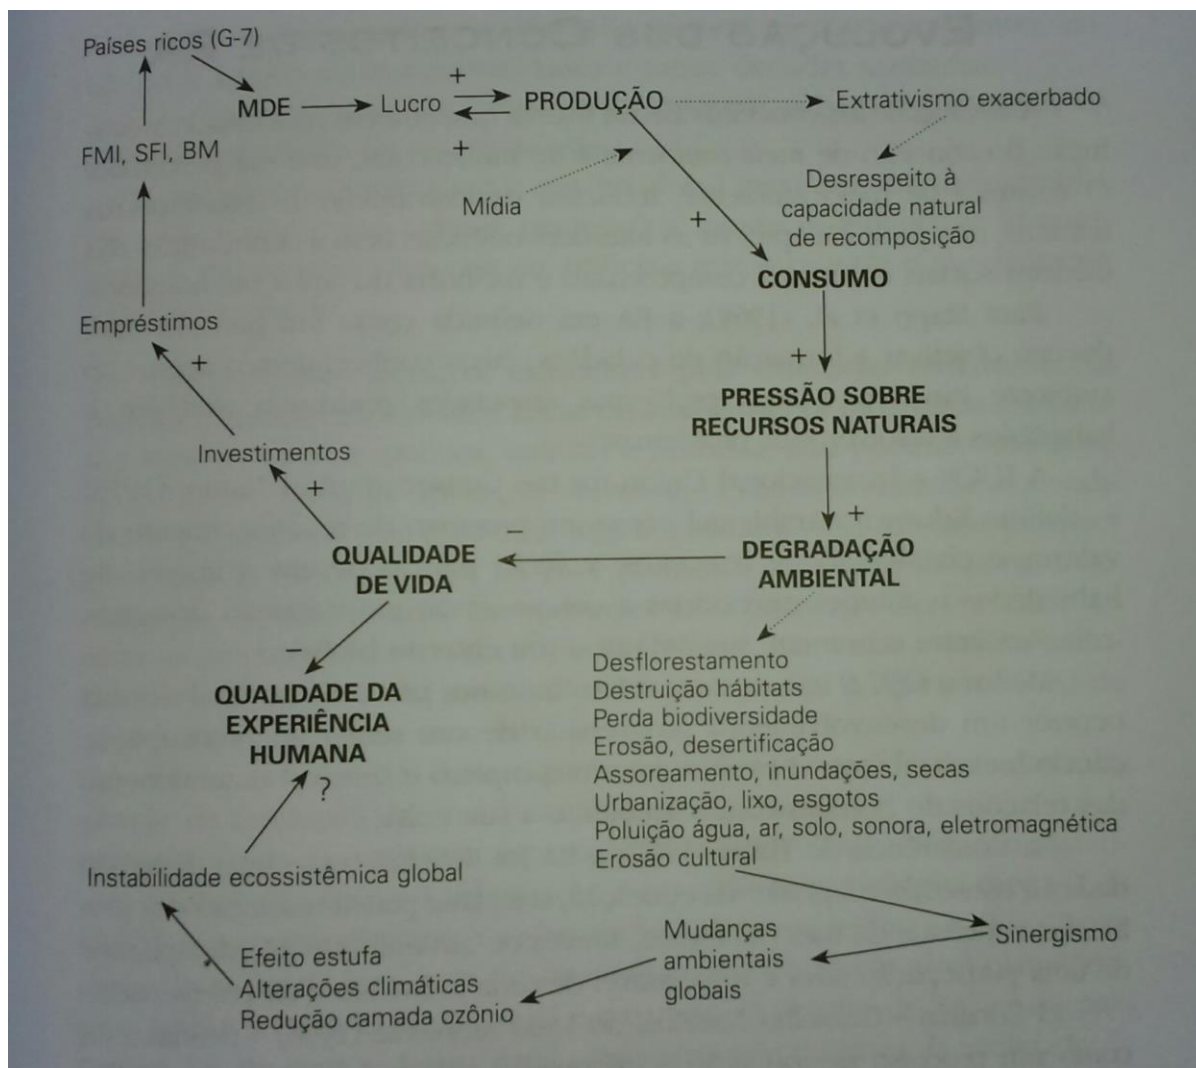 Países ricos (G-7)
MDE
Lucro
+
+
PRODUÇÃO
Extrativismo exacerbado
FMI, SFI, BM
Mídia
Desrespeito à
capacidade natural
de recomposição
+
CONSUMO
Empréstimos
+
+
PRESSÃO SOBRE
RECURSOS NATURAIS
Investimentos
+
+
QUALIDADE
DE VIDA
–
DEGRADAÇÃO
AMBIENTAL
–
QUALIDADE DA
EXPERIÊNCIA
HUMANA
?
Desflorestamento
Destruição hábitats
Perda biodiversidade
Erosão, desertificação
Assoreamento, inundações, secas
Urbanização, lixo, esgotos
Poluição água, ar, solo, sonora, eletromagnética
Erosão cultural
Instabilidade ecossistêmica global
Sinergismo
Mudanças
ambientais
globais
Efeito estufa
Alterações climáticas
Redução camada ozônio